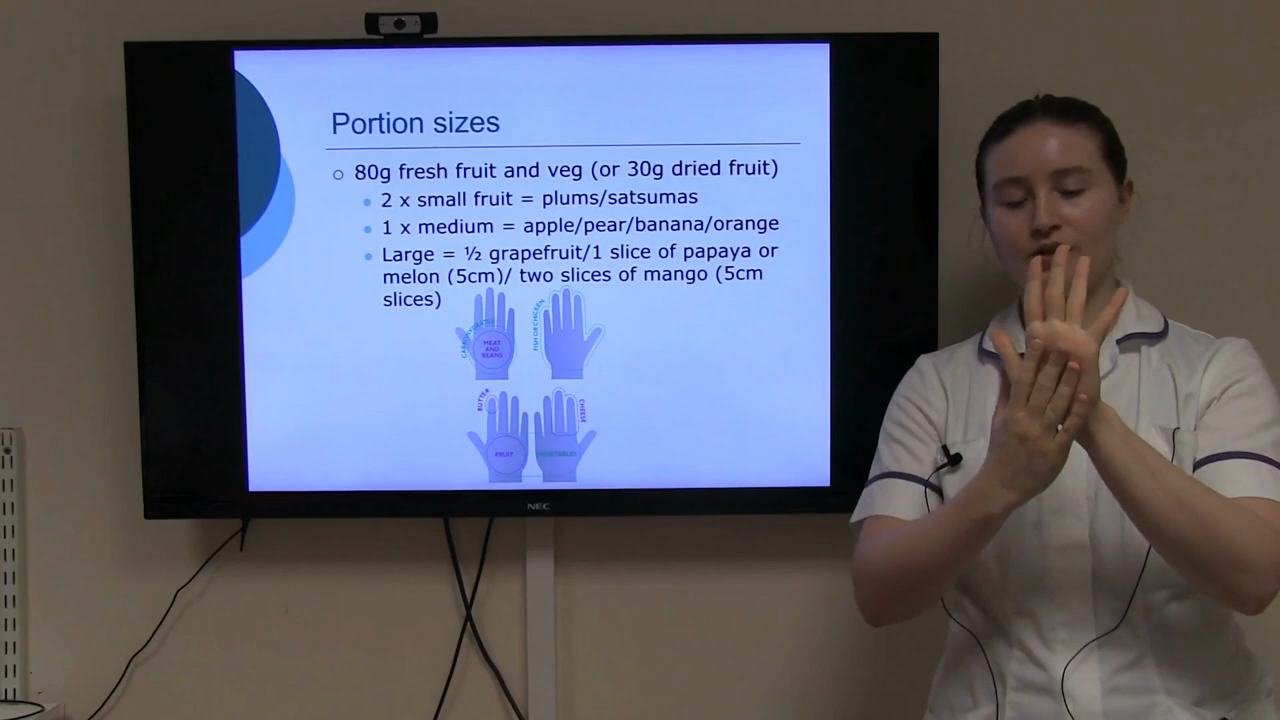 Portion sizes
80g fresh fruit and veg (or 30g dried fruit)
2 x small fruit = plums/satsumas
1 x medium = apple/pear/banana/orange
Large = ½ grapefruit/1 slice of papaya or
melon (5cm)/ two slices of mango (5cm
slices)
CARBOHYDRATE
MEAT
AND
BEANS
FISH OR CHICKEN
BUTTER
FRUIT
CHEESE
VEGETABLES
NEC